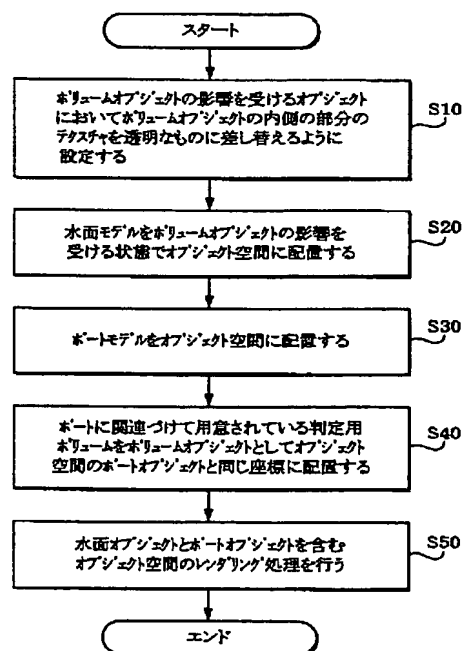 スタート
ボリュームオブジェクトの影響を受けるオブジェクト
においてボリュームオブジェクトの内側の部分の
テクスチャを透明なものに差し替えるように
設定する
S10
水面モデルをボリュームオブジェクトの影響を
受ける状態でオブジェクト空間に配置する
S20
ボートモデルをオブジェクト空間に配置する
S30
ボートに関連づけて用意されている判定用
ボリュームをボリュームオブジェクトとしてオブジェクト
空間のボートオブジェクトと同じ座標に配置する
S40
水面オブジェクトとボートオブジェクトを含む
オブジェクト空間のレンダリング処理を行う
S50
エンド